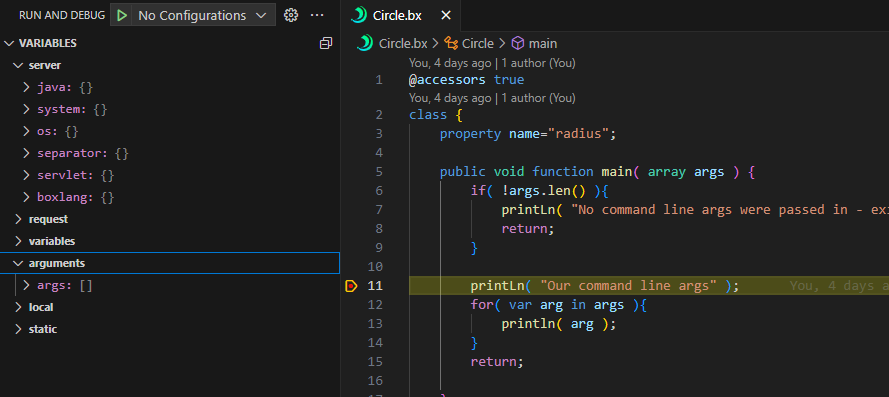 RUN AND DEBUG No Configurations
VARIABLES
server
java: {}
system: {}
os: {}
separator: {}
servlet: {}
boxlang: {}
request
variables
arguments
args: []
local
static
Circle.bx
Circle.bx > Circle > main
You, 4 days ago | 1 author (You)
1 @accessors true
You, 4 days ago | 1 author (You)
2 class {
3 property name="radius";
4
5 public void function main( array args ) {
6 if( !args.len() ){
7 printLn( "No command line args were passed in - exi
8 return;
9 }
10
11 printLn( "Our command line args" ); You, 4 days a
12 for( var arg in args ){
13 println( arg );
14 }
15 return;
16
17 }